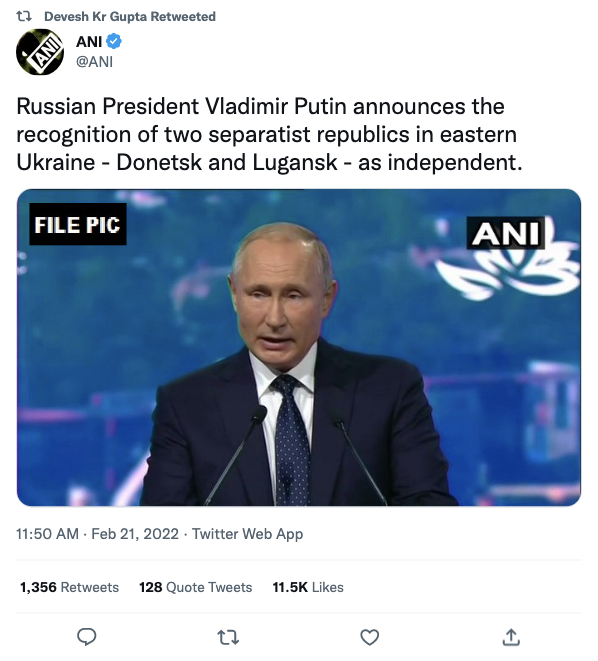 Devesh Kr Gupta Retweeted
ANI
ANI
@ANI
Russian President Vladimir Putin announces the
recognition of two separatist republics in eastern
Ukraine - Donetsk and Lugansk - as independent.
FILE PIC
ANI
11:50 AM · Feb 21, 2022 · Twitter Web App
1,356 Retweets 128 Quote Tweets 11.5K Likes